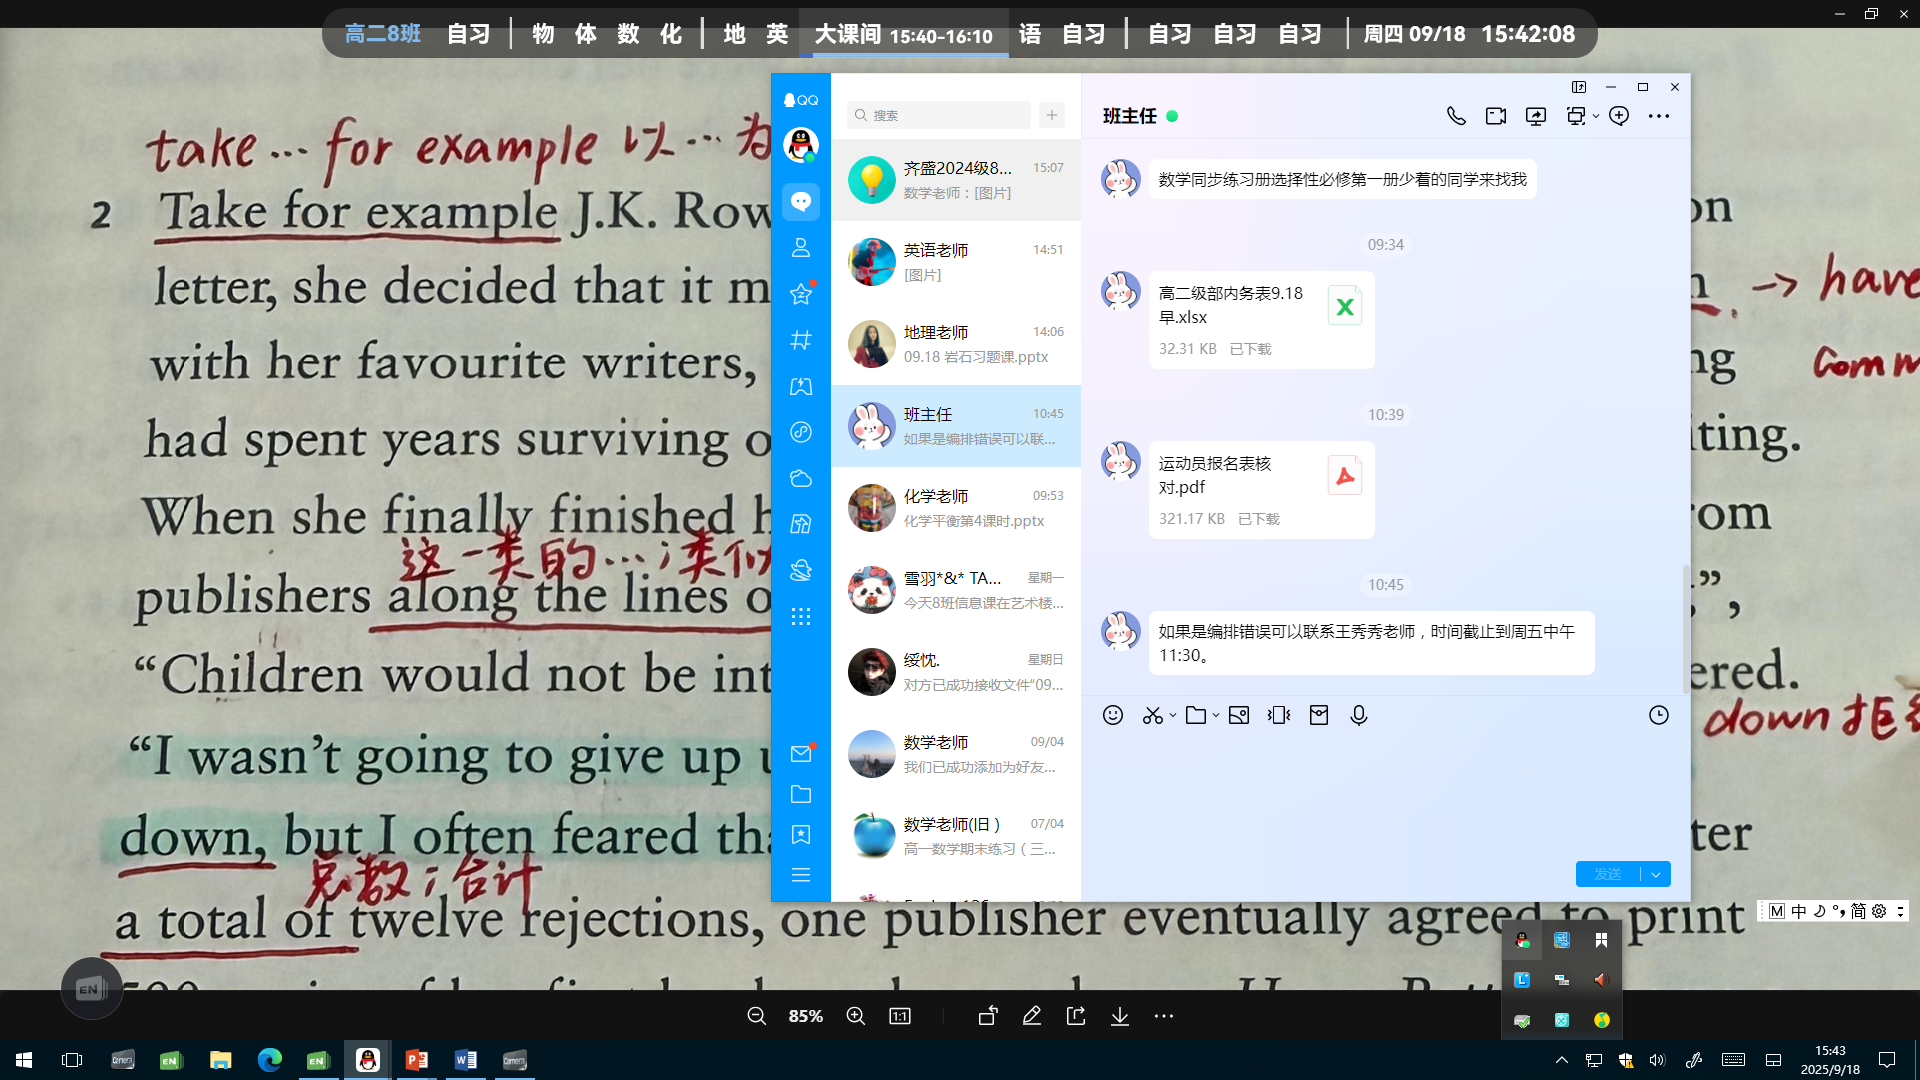 高二8班 自习 | 物 体 数 化 | 地 英 大课间 15:40-16:10 语 自习 | 自习 自习 自习 | 周四 09/18 15:42:08
take … for example 以…为
2 Take for example J.K. Row
on
letter, she decided that it m
→ have
with her favourite writers,
ng
comm
had spent years surviving o
iting.
When she finally finished h
rom
这一类的…；类似
publishers along the lines o
”,
“Children would not be int
ered.
down 拒
“I wasn’t going to give up u
down, but I often feared tha
ter
总数；合计
a total of twelve rejections, one publisher eventually agreed to print
QQ
搜索
齐盛2024级8... 15:07
数学老师：[图片]
英语老师 14:51
[图片]
地理老师 14:06
09.18 岩石习题课.pptx
班主任 10:45
如果是编排错误可以联...
化学老师 09:53
化学平衡第4课时.pptx
雪羽*&* TA... 星期一
今天8班信息课在艺术楼...
绥忱. 星期日
对方已成功接收文件“09...
数学老师 09/04
我们已成功添加为好友...
数学老师(旧 ) 07/04
高一数学期末练习（三...
班主任
数学同步练习册选择性必修第一册少着的同学来找我
09:34
高二级部内务表9.18
早.xlsx
32.31 KB 已下载
10:39
运动员报名表核
对.pdf
321.17 KB 已下载
10:45
如果是编排错误可以联系王秀秀老师，时间截止到周五中午
11:30。
发送
M 中 简
EN
85%
1:1
Camera EN EN P W Camera
15:43
2025/9/18